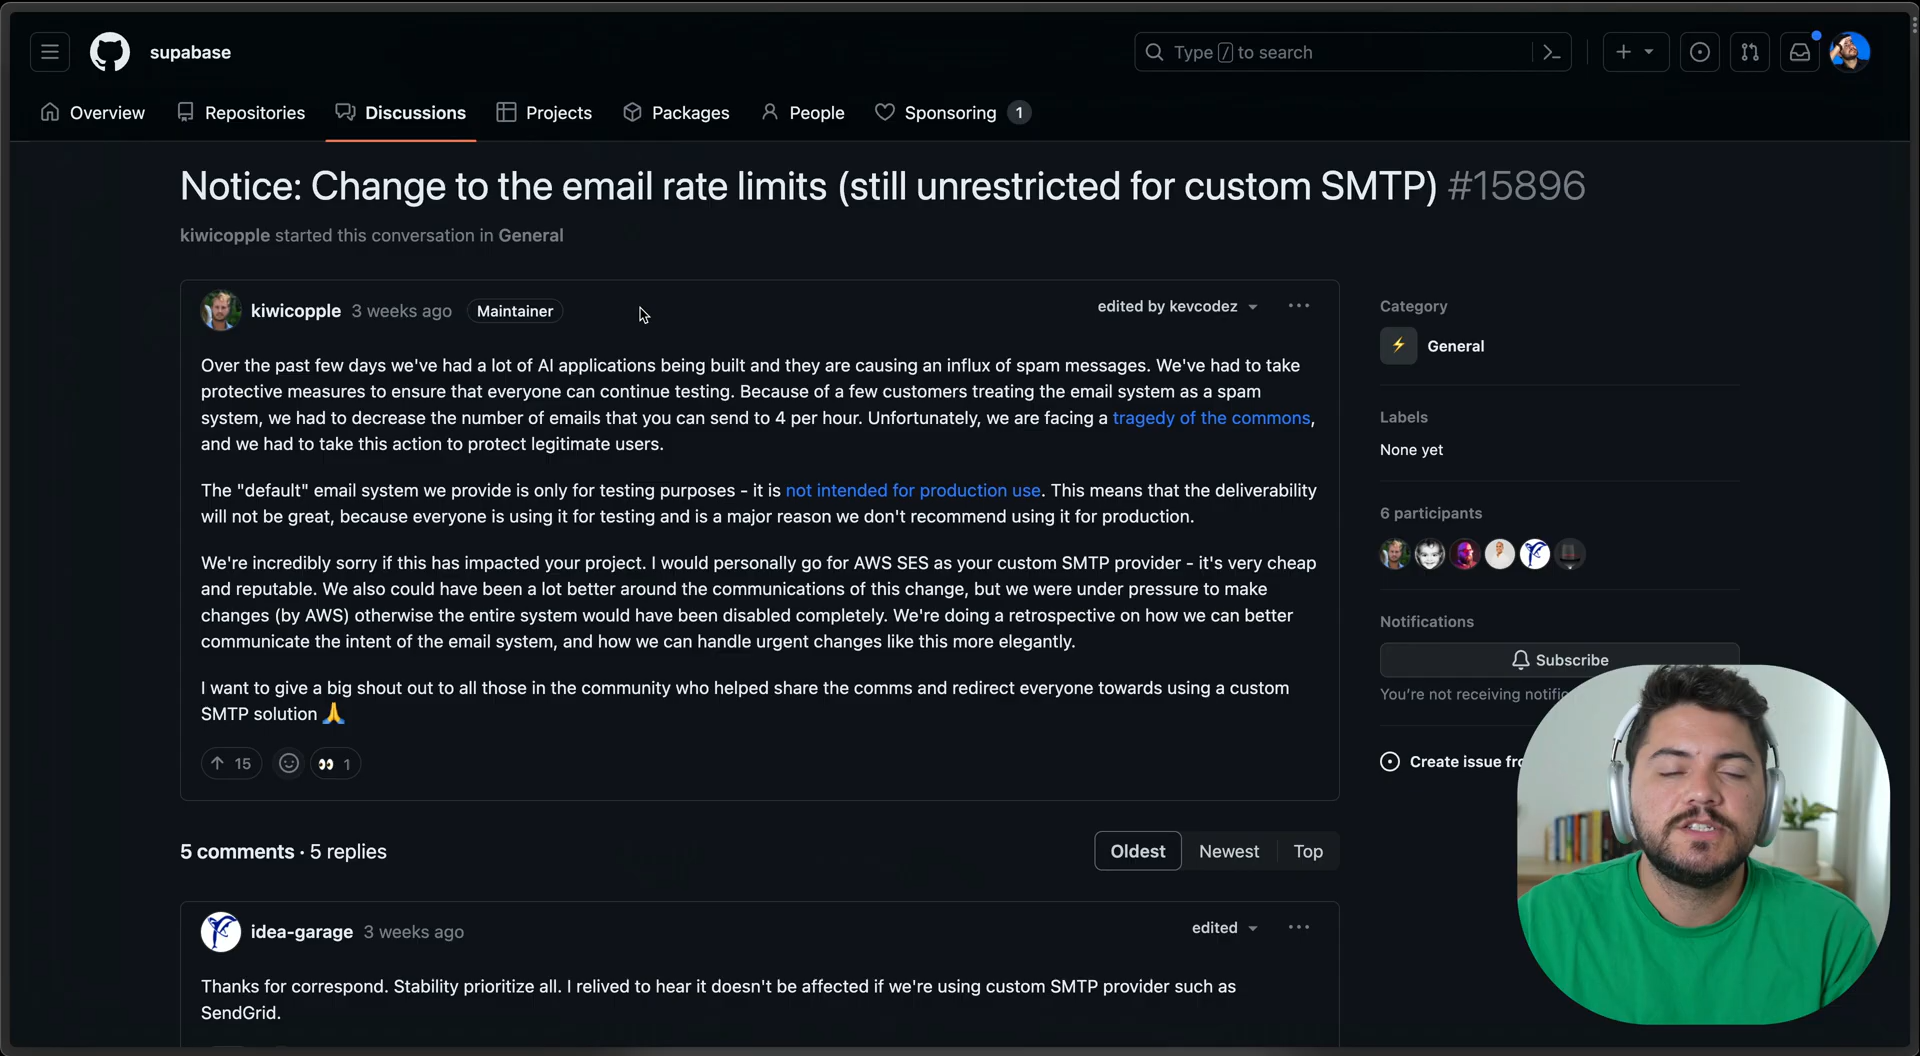 supabase
Type / to search
Overview
Repositories
Discussions
Projects
Packages
People
Sponsoring 1
Notice: Change to the email rate limits (still unrestricted for custom SMTP) #15896
kiwicopple started this conversation in General
kiwicopple 3 weeks ago Maintainer
edited by kevcodez
Over the past few days we've had a lot of AI applications being built and they are causing an influx of spam messages. We've had to take
protective measures to ensure that everyone can continue testing. Because of a few customers treating the email system as a spam
system, we had to decrease the number of emails that you can send to 4 per hour. Unfortunately, we are facing a tragedy of the commons,
and we had to take this action to protect legitimate users.
The "default" email system we provide is only for testing purposes - it is not intended for production use. This means that the deliverability
will not be great, because everyone is using it for testing and is a major reason we don't recommend using it for production.
We're incredibly sorry if this has impacted your project. I would personally go for AWS SES as your custom SMTP provider - it's very cheap
and reputable. We also could have been a lot better around the communications of this change, but we were under pressure to make
changes (by AWS) otherwise the entire system would have been disabled completely. We're doing a retrospective on how we can better
communicate the intent of the email system, and how we can handle urgent changes like this more elegantly.
I want to give a big shout out to all those in the community who helped share the comms and redirect everyone towards using a custom
SMTP solution 🙏
15
👀 1
Category
⚡ General
Labels
None yet
6 participants
Notifications
Subscribe
You're not receiving notific
Create issue fro
5 comments · 5 replies
Oldest
Newest
Top
idea-garage 3 weeks ago
edited
Thanks for correspond. Stability prioritize all. I relived to hear it doesn't be affected if we're using custom SMTP provider such as
SendGrid.